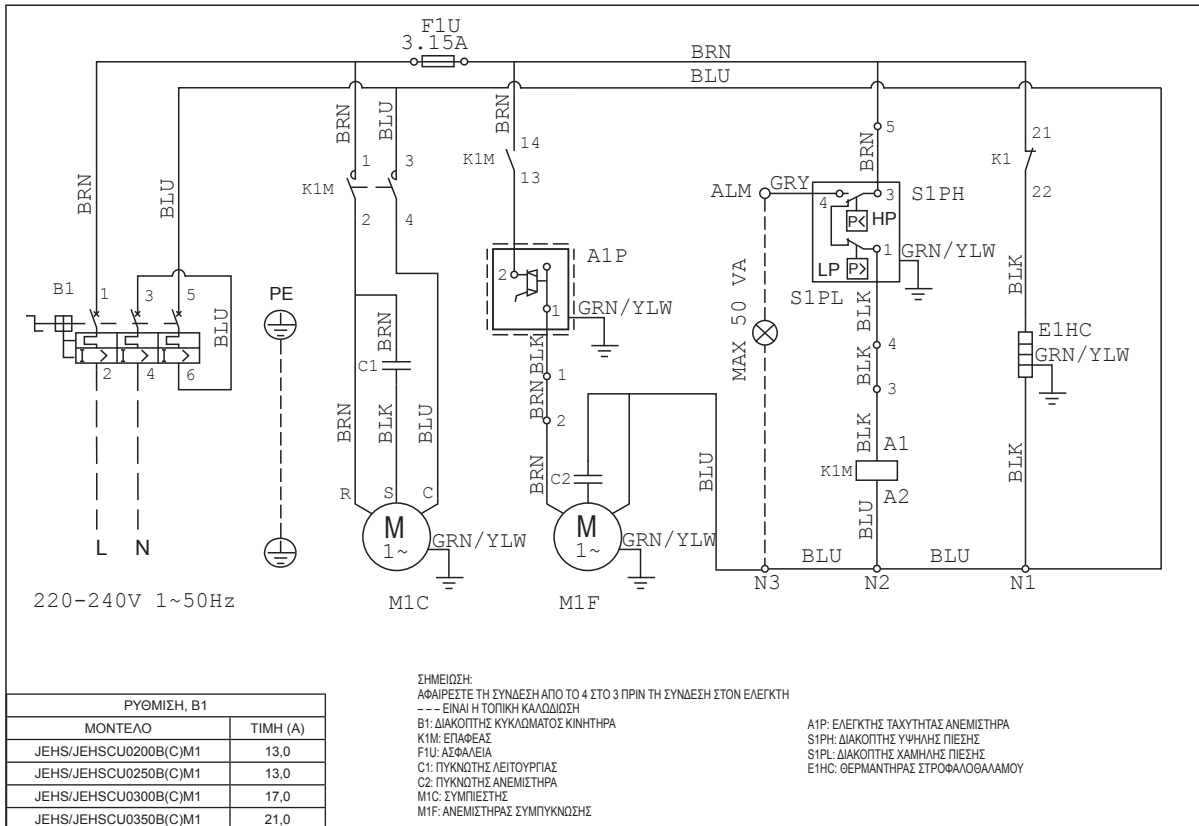 F1U
3.15A
BRN
BLU
BRN
BLU
BRN
BLU
BRN
14
K1M
13
1
3
K1M
2
4
5
BRN
ALM
GRY
4
3
S1PH
P<
HP
1
GRN/YLW
LP
P>
S1PL
21
K1
22
BLK
B1
1
3
5
BLU
2
4
6
PE
A1P
2
1
GRN/YLW
BRN
C1
BLK
1
BRN
2
MAX 50 VA
BLK
4
BLK
3
BLK
A1
K1M
A2
BLU
E1HC
GRN/YLW
BLK
BRN
BLK
BLU
BRN
C2
BLU
R
S
C
M
1~
GRN/YLW
M1C
M
1~
GRN/YLW
M1F
L
N
220-240V 1~50Hz
BLU
BLU
N3
N2
N1
ΡΥΘΜΙΣΗ, B1
ΜΟΝΤΕΛΟ
ΤΙΜΗ (A)
JEHS/JEHSCU0200B(C)M1
13,0
JEHS/JEHSCU0250B(C)M1
13,0
JEHS/JEHSCU0300B(C)M1
17,0
JEHS/JEHSCU0350B(C)M1
21,0
ΣΗΜΕΙΩΣΗ:
ΑΦΑΙΡΕΣΤΕ ΤΗ ΣΥΝΔΕΣΗ ΑΠΟ ΤΟ 4 ΣΤΟ 3 ΠΡΙΝ ΤΗ ΣΥΝΔΕΣΗ ΣΤΟΝ ΕΛΕΓΚΤΗ
--- ΕΙΝΑΙ Η ΤΟΠΙΚΗ ΚΑΛΩΔΙΩΣΗ
B1: ΔΙΑΚΟΠΤΗΣ ΚΥΚΛΩΜΑΤΟΣ ΚΙΝΗΤΗΡΑ
K1M: ΕΠΑΦΕΑΣ
F1U: ΑΣΦΑΛΕΙΑ
C1: ΠΥΚΝΩΤΗΣ ΛΕΙΤΟΥΡΓΙΑΣ
C2: ΠΥΚΝΩΤΗΣ ΑΝΕΜΙΣΤΗΡΑ
M1C: ΣΥΜΠΙΕΣΤΗΣ
M1F: ΑΝΕΜΙΣΤΗΡΑΣ ΣΥΜΠΥΚΝΩΣΗΣ
A1P: ΕΛΕΓΚΤΗΣ ΤΑΧΥΤΗΤΑΣ ΑΝΕΜΙΣΤΗΡΑ
S1PH: ΔΙΑΚΟΠΤΗΣ ΥΨΗΛΗΣ ΠΙΕΣΗΣ
S1PL: ΔΙΑΚΟΠΤΗΣ ΧΑΜΗΛΗΣ ΠΙΕΣΗΣ
E1HC: ΘΕΡΜΑΝΤΗΡΑΣ ΣΤΡΟΦΑΛΟΘΑΛΑΜΟΥ